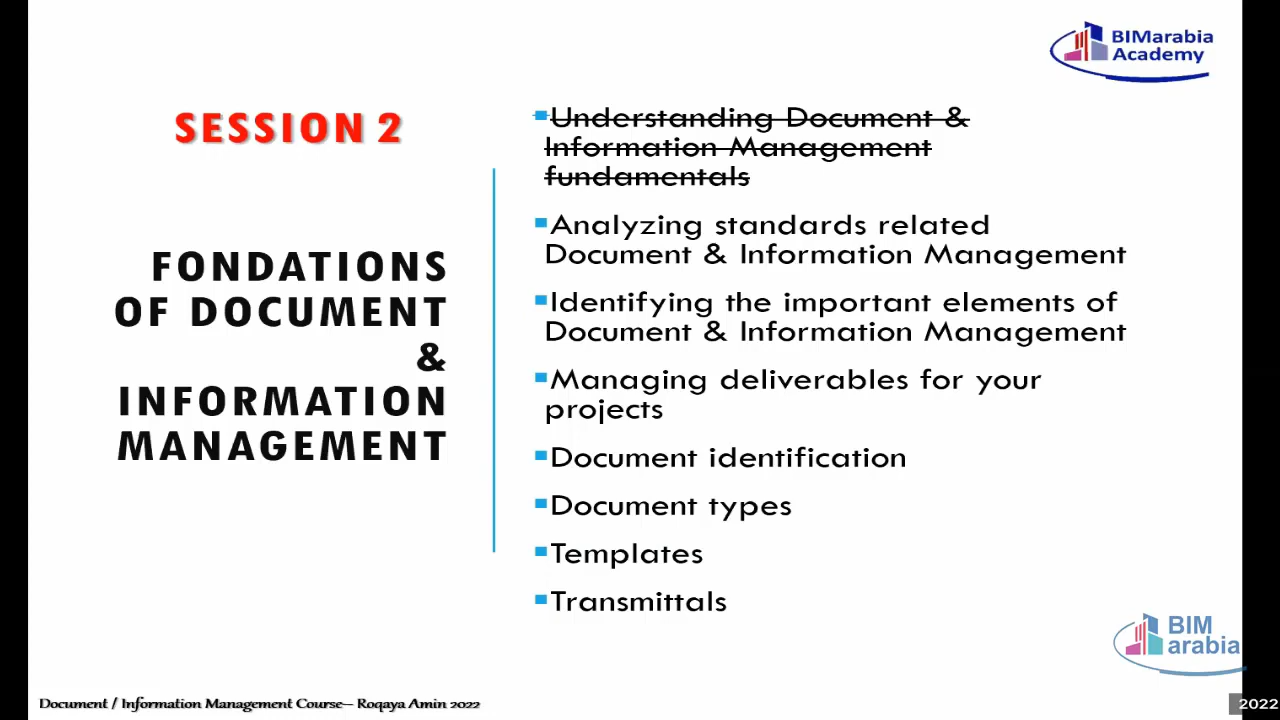 BIMarabia
Academy
SESSION 2
FONDATIONS
OF DOCUMENT
&
INFORMATION
MANAGEMENT
Understanding Document &
Information Management
fundamentals
Analyzing standards related
Document & Information Management
Identifying the important elements of
Document & Information Management
Managing deliverables for your
projects
Document identification
Document types
Templates
Transmittals
BIM
arabia
Document / Information Management Course– Roqaya Amin 2022
2022